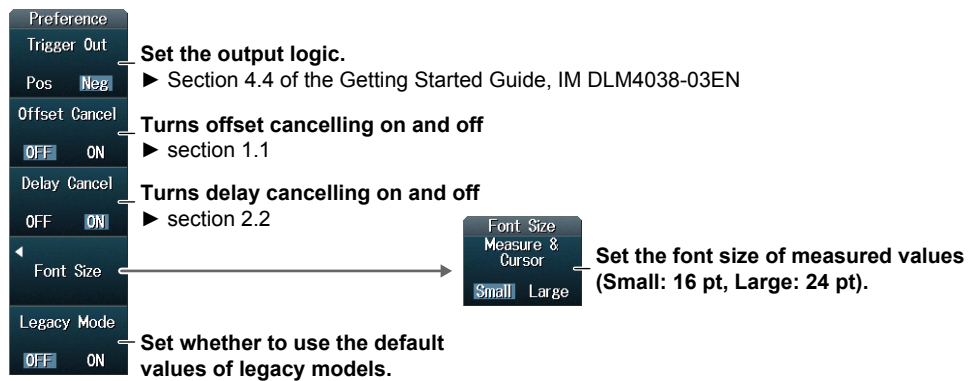 Preference
Trigger Out
Pos Neg
Set the output logic.
► Section 4.4 of the Getting Started Guide, IM DLM4038-03EN
Offset Cancel
OFF ON
Turns offset cancelling on and off
► section 1.1
Delay Cancel
OFF ON
Turns delay cancelling on and off
► section 2.2
Font Size
Font Size
Measure &
Cursor
Small Large
Set the font size of measured values
(Small: 16 pt, Large: 24 pt).
Legacy Mode
OFF ON
Set whether to use the default
values of legacy models.